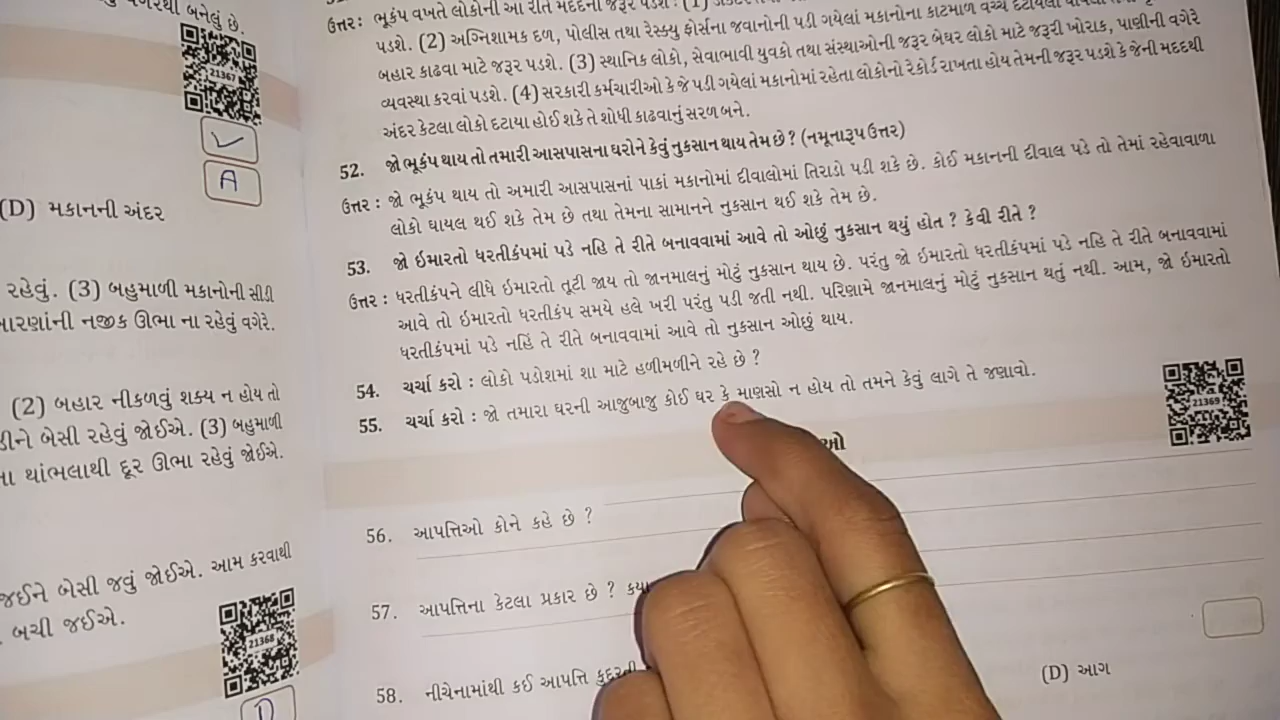 વગરથી બનેલું છે.
21367
A
(D) મકાનની અંદર
રહેવું. (3) બહુમાળી મકાનોની સીડી
બારણાંની નજીક ઊભા ના રહેવું વગેરે.
(2) બહાર નીકળવું શક્ય ન હોય તો
ડીને બેસી રહેવું જોઈએ. (3) બહુમાળી
ના થાંભલાથી દૂર ઊભા રહેવું જોઈએ.
જઈને બેસી જવું જોઈએ. આમ કરવાથી
બચી જઈએ.
21368
D
ઉત્તર : ભૂકંપ વખતે લોકોની આ રીતે મદદની જરૂર પડશે : (1)
પડશે. (2) અગ્નિશામક દળ, પોલીસ તથા રેસ્ક્યુ ફોર્સના જવાનોની પડી ગયેલાં મકાનોના કાટમાળ વચ્ચે દટાયેલા
બહાર કાઢવા માટે જરૂર પડશે. (3) સ્થાનિક લોકો, સેવાભાવી યુવકો તથા સંસ્થાઓની જરૂર બેઘર લોકો માટે જરૂરી ખોરાક, પાણીની વગેરે
વ્યવસ્થા કરવાં પડશે. (4) સરકારી કર્મચારીઓ કે જે પડી ગયેલાં મકાનોમાં રહેતા લોકોનો રેકોર્ડ રાખતા હોય તેમની જરૂર પડશે કે જેની મદદથી
અંદર કેટલા લોકો દટાયા હોઈ શકે તે શોધી કાઢવાનું સરળ બને.
52. જો ભૂકંપ થાય તો તમારી આસપાસના ઘરોને કેવું નુકસાન થાય તેમ છે ? (નમૂનારૂપ ઉત્તર)
ઉત્તર : જો ભૂકંપ થાય તો અમારી આસપાસનાં પાકાં મકાનોમાં દીવાલોમાં તિરાડો પડી શકે છે. કોઈ મકાનની દીવાલ પડે તો તેમાં રહેવાવાળા
લોકો ઘાયલ થઈ શકે તેમ છે તથા તેમના સામાનને નુકસાન થઈ શકે તેમ છે.
53. જો ઇમારતો ધરતીકંપમાં પડે નહિ તે રીતે બનાવવામાં આવે તો ઓછું નુકસાન થયું હોત ? કેવી રીતે ?
ઉત્તર : ધરતીકંપને લીધે ઇમારતો તૂટી જાય તો જાનમાલનું મોટું નુકસાન થાય છે. પરંતુ જો ઇમારતો ધરતીકંપમાં પડે નહિ તે રીતે બનાવવામાં
આવે તો ઇમારતો ધરતીકંપ સમયે હલે ખરી પરંતુ પડી જતી નથી. પરિણામે જાનમાલનું મોટું નુકસાન થતું નથી. આમ, જો ઇમારતો
ધરતીકંપમાં પડે નહિં તે રીતે બનાવવામાં આવે તો નુકસાન ઓછું થાય.
54. ચર્ચા કરો : લોકો પડોશમાં શા માટે હળીમળીને રહે છે ?
55. ચર્ચા કરો : જો તમારા ઘરની આજુબાજુ કોઈ ઘર કે માણસો ન હોય તો તમને કેવું લાગે તે જણાવો.
21369
56. આપત્તિઓ કોને કહે છે ?
57. આપત્તિના કેટલા પ્રકાર છે ?
58. નીચેનામાંથી કઈ આપત્તિ
(D) આગ